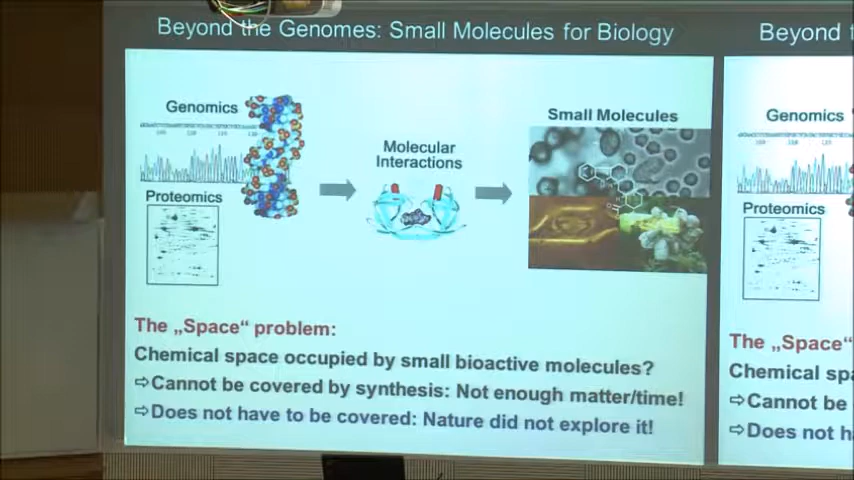 Beyond the Genomes: Small Molecules for Biology
Beyond
Genomics
Small Molecules
Molecular
Interactions
Proteomics
The „Space“ problem:
Chemical space occupied by small bioactive molecules?
⇨Cannot be covered by synthesis: Not enough matter/time!
⇨Does not have to be covered: Nature did not explore it!
Genomics
Proteomics
The „Space“
Chemical
⇨Cannot be
⇨Does not